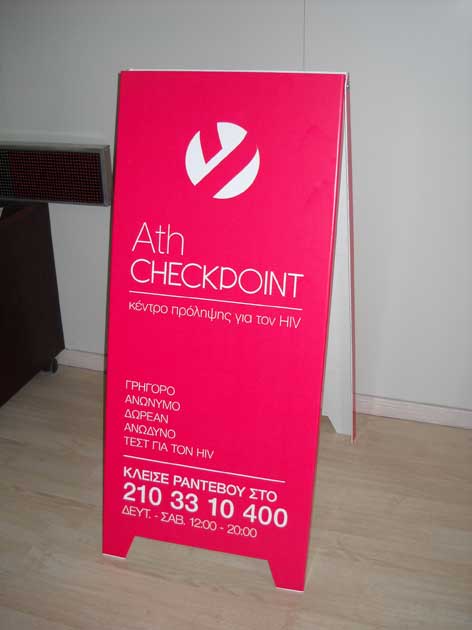 Ath
CHECKPOINT
κέντρο πρόληψης για τον HIV
ΓΡΗΓΟΡΟ
ΑΝΩΝΥΜΟ
ΔΩΡΕΑΝ
ΑΝΩΔΥΝΟ
ΤΕΣΤ ΓΙΑ ΤΟΝ HIV
ΚΛΕΙΣΕ ΡΑΝΤΕΒΟΥ ΣΤΟ
210 33 10 400
ΔΕΥΤ. - ΣΑΒ. 12:00 - 20:00